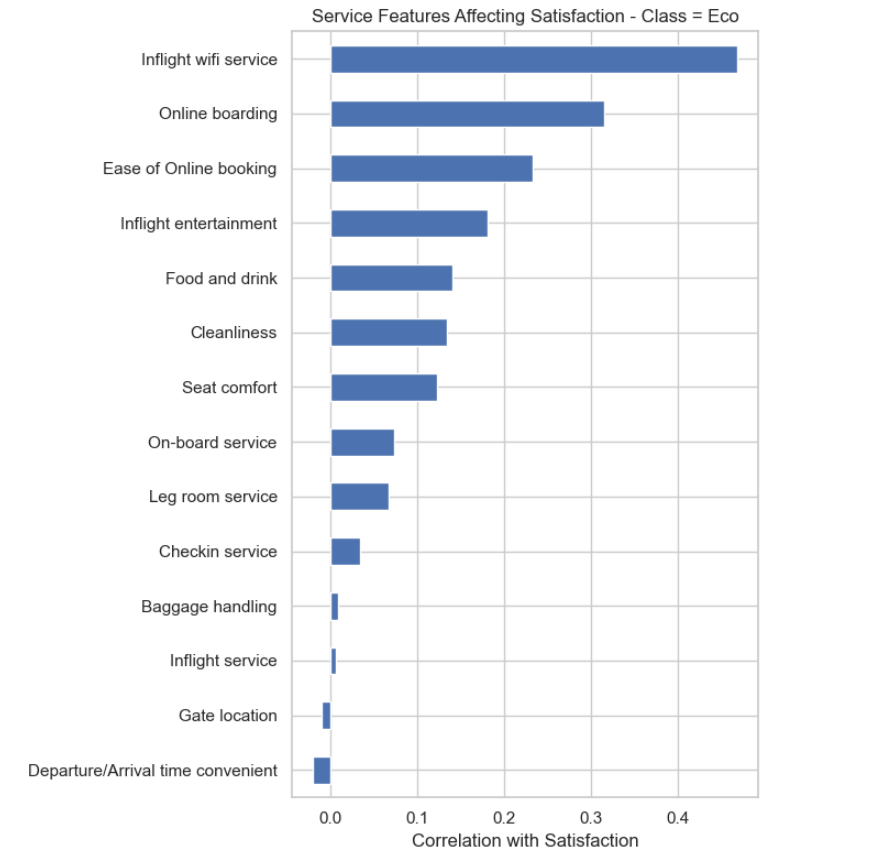 Service Features Affecting Satisfaction - Class = Eco
Inflight wifi service
Online boarding
Ease of Online booking
Inflight entertainment
Food and drink
Cleanliness
Seat comfort
On-board service
Leg room service
Checkin service
Baggage handling
Inflight service
Gate location
Departure/Arrival time convenient
0.0 0.1 0.2 0.3 0.4
Correlation with Satisfaction